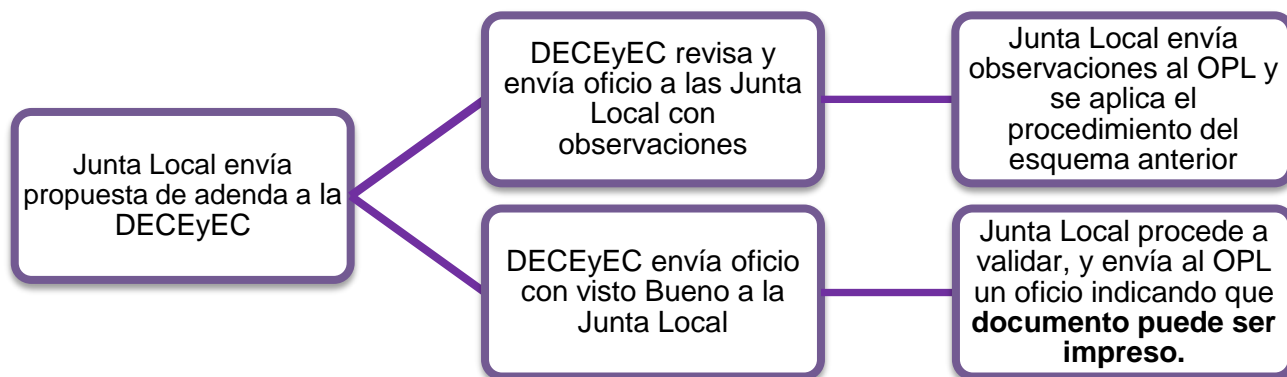 Junta Local envía
propuesta de adenda a la
DECEyEC
DECEyEC revisa y
envía oficio a las Junta
Local con
observaciones
Junta Local envía
observaciones al OPL y
se aplica el
procedimiento del
esquema anterior
DECEyEC envía oficio
con visto Bueno a la
Junta Local
Junta Local procede a
validar, y envía al OPL
un oficio indicando que
documento puede ser
impreso.